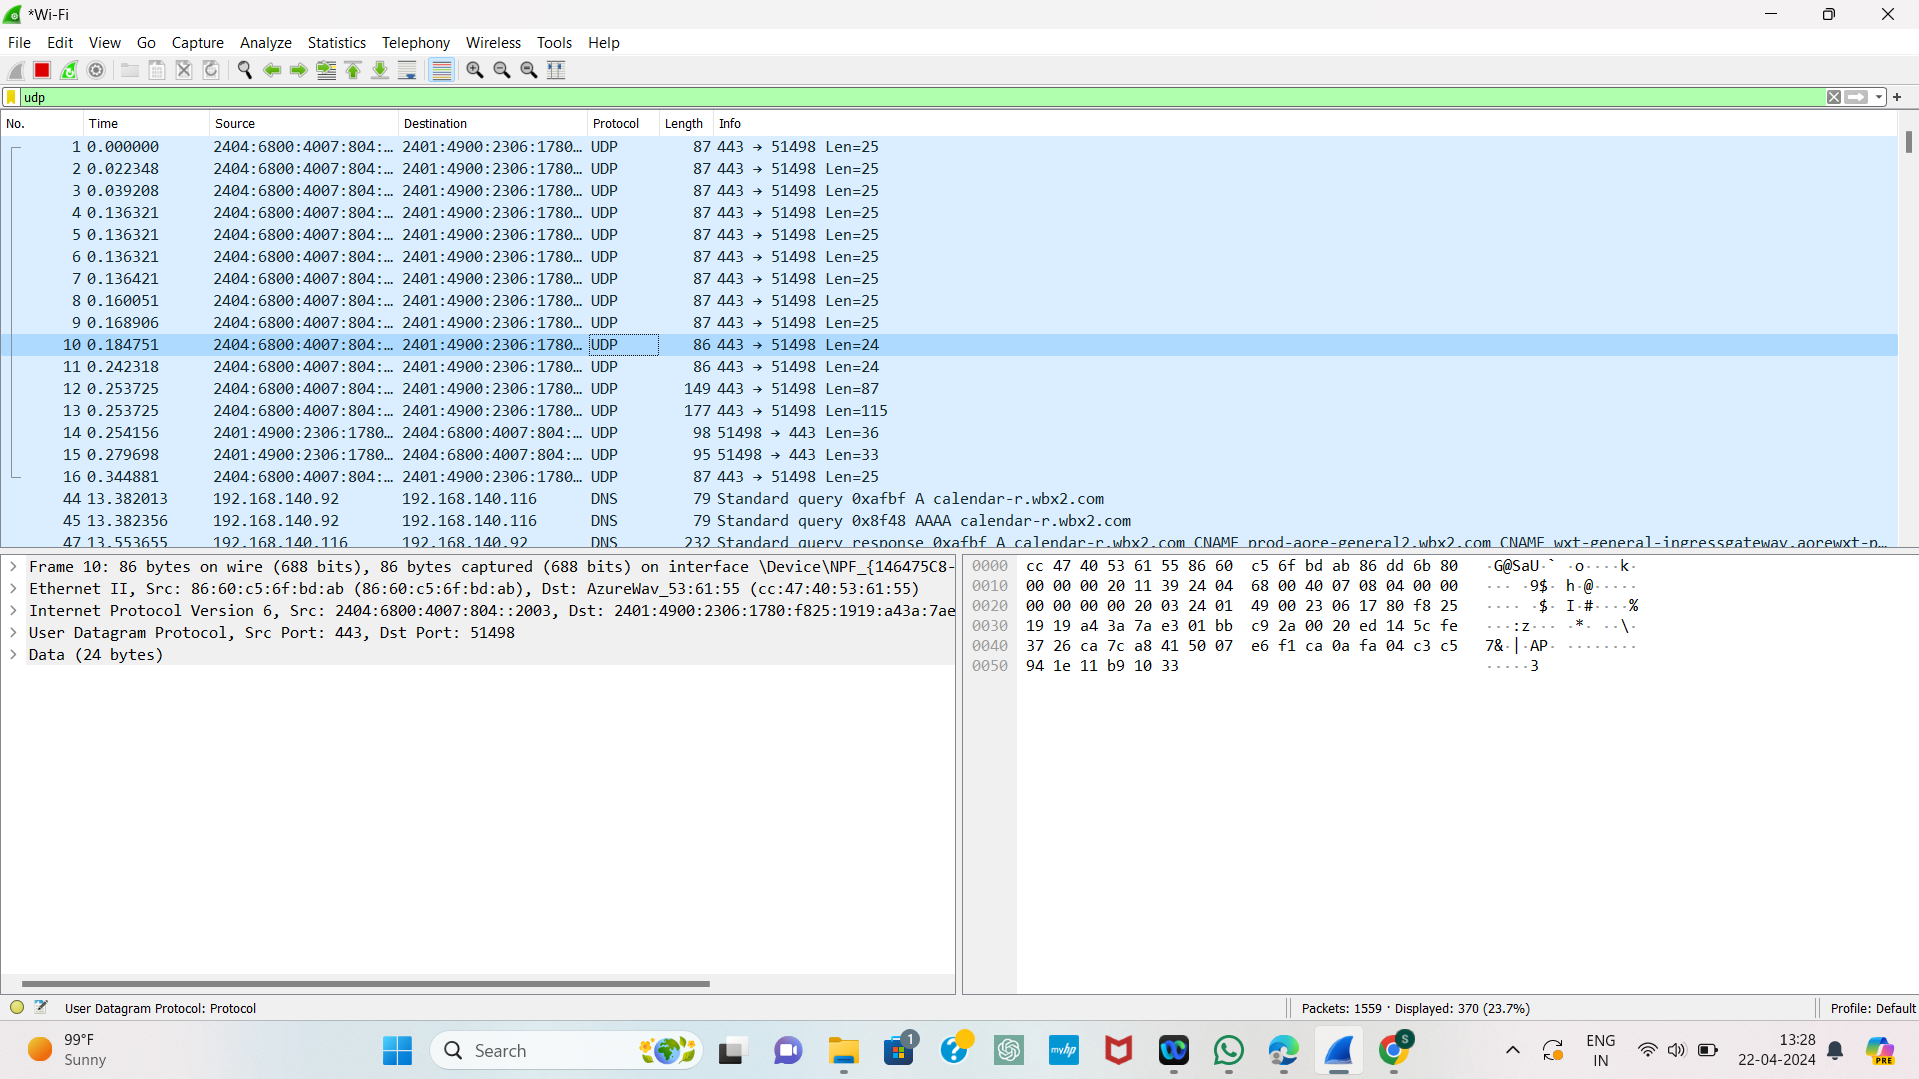 *Wi-Fi
File Edit View Go Capture Analyze Statistics Telephony Wireless Tools Help
udp
No. Time Source Destination Protocol Length Info
1 0.000000 2404:6800:4007:804:… 2401:4900:2306:1780… UDP 87 443 → 51498 Len=25
2 0.022348 2404:6800:4007:804:… 2401:4900:2306:1780… UDP 87 443 → 51498 Len=25
3 0.039208 2404:6800:4007:804:… 2401:4900:2306:1780… UDP 87 443 → 51498 Len=25
4 0.136321 2404:6800:4007:804:… 2401:4900:2306:1780… UDP 87 443 → 51498 Len=25
5 0.136321 2404:6800:4007:804:… 2401:4900:2306:1780… UDP 87 443 → 51498 Len=25
6 0.136321 2404:6800:4007:804:… 2401:4900:2306:1780… UDP 87 443 → 51498 Len=25
7 0.136421 2404:6800:4007:804:… 2401:4900:2306:1780… UDP 87 443 → 51498 Len=25
8 0.160051 2404:6800:4007:804:… 2401:4900:2306:1780… UDP 87 443 → 51498 Len=25
9 0.168906 2404:6800:4007:804:… 2401:4900:2306:1780… UDP 87 443 → 51498 Len=25
10 0.184751 2404:6800:4007:804:… 2401:4900:2306:1780… UDP 86 443 → 51498 Len=24
11 0.242318 2404:6800:4007:804:… 2401:4900:2306:1780… UDP 86 443 → 51498 Len=24
12 0.253725 2404:6800:4007:804:… 2401:4900:2306:1780… UDP 149 443 → 51498 Len=87
13 0.253725 2404:6800:4007:804:… 2401:4900:2306:1780… UDP 177 443 → 51498 Len=115
14 0.254156 2401:4900:2306:1780… 2404:6800:4007:804:… UDP 98 51498 → 443 Len=36
15 0.279698 2401:4900:2306:1780… 2404:6800:4007:804:… UDP 95 51498 → 443 Len=33
16 0.344881 2404:6800:4007:804:… 2401:4900:2306:1780… UDP 87 443 → 51498 Len=25
44 13.382013 192.168.140.92 192.168.140.116 DNS 79 Standard query 0xafbf A calendar-r.wbx2.com
45 13.382356 192.168.140.92 192.168.140.116 DNS 79 Standard query 0x8f48 AAAA calendar-r.wbx2.com
47 13.553655 192.168.140.116 192.168.140.92 DNS 232 Standard query response 0xafbf A calendar-r.wbx2.com CNAME prod-aore-general2.wbx2.com CNAME wxt-general-ingressgateway.aorewxt-p…
Frame 10: 86 bytes on wire (688 bits), 86 bytes captured (688 bits) on interface \Device\NPF_{146475C8-
Ethernet II, Src: 86:60:c5:6f:bd:ab (86:60:c5:6f:bd:ab), Dst: AzureWav_53:61:55 (cc:47:40:53:61:55)
Internet Protocol Version 6, Src: 2404:6800:4007:804::2003, Dst: 2401:4900:2306:1780:f825:1919:a43a:7ae
User Datagram Protocol, Src Port: 443, Dst Port: 51498
Data (24 bytes)
0000 cc 47 40 53 61 55 86 60 c5 6f bd ab 86 dd 6b 80 ·G@SaU·` ·o····k·
0010 00 00 00 20 11 39 24 04 68 00 40 07 08 04 00 00 ··· ·9$· h·@·····
0020 00 00 00 00 20 03 24 01 49 00 23 06 17 80 f8 25 ···· ·$· I·#····%
0030 19 19 a4 3a 7a e3 01 bb c9 2a 00 20 ed 14 5c fe ···:z··· ·*· ··\·
0040 37 26 ca 7c a8 41 50 07 e6 f1 ca 0a fa 04 c3 c5 7&·|·AP· ········
0050 94 1e 11 b9 10 33 ·····3
User Datagram Protocol: Protocol Packets: 1559 · Displayed: 370 (23.7%) Profile: Default
99°F
Sunny
Search
1
myhp
S
ENG
IN
13:28
22-04-2024
PRE